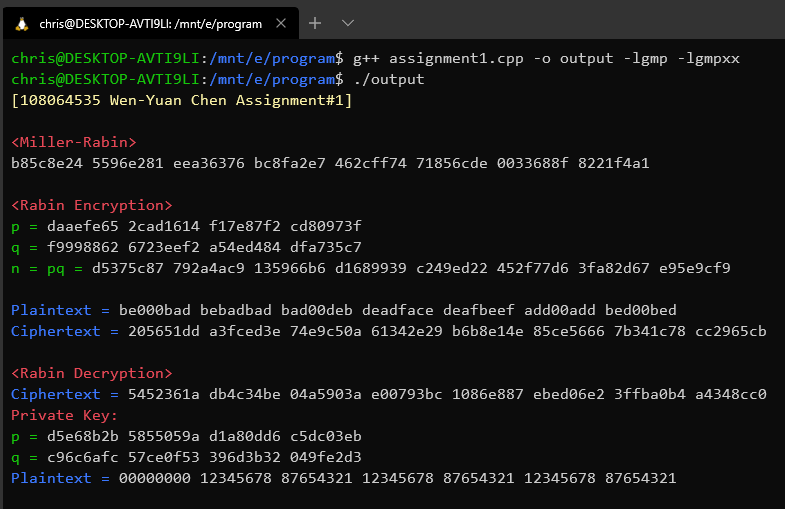 chris@DESKTOP-AVTI9LI: /mnt/e/program
chris@DESKTOP-AVTI9LI:/mnt/e/program$ g++ assignment1.cpp -o output -lgmp -lgmpxx
chris@DESKTOP-AVTI9LI:/mnt/e/program$ ./output
[108064535 Wen-Yuan Chen Assignment#1]
<Miller-Rabin>
b85c8e24 5596e281 eea36376 bc8fa2e7 462cff74 71856cde 0033688f 8221f4a1
<Rabin Encryption>
p = daaefe65 2cad1614 f17e87f2 cd80973f
q = f9998862 6723eef2 a54ed484 dfa735c7
n = pq = d5375c87 792a4ac9 135966b6 d1689939 c249ed22 452f77d6 3fa82d67 e95e9cf9
Plaintext = be000bad bebadbad bad00deb deadface deafbeef add00add bed00bed
Ciphertext = 205651dd a3fced3e 74e9c50a 61342e29 b6b8e14e 85ce5666 7b341c78 cc2965cb
<Rabin Decryption>
Ciphertext = 5452361a db4c34be 04a5903a e00793bc 1086e887 ebed06e2 3ffba0b4 a4348cc0
Private Key:
p = d5e68b2b 5855059a d1a80dd6 c5dc03eb
q = c96c6afc 57ce0f53 396d3b32 049fe2d3
Plaintext = 00000000 12345678 87654321 12345678 87654321 12345678 87654321